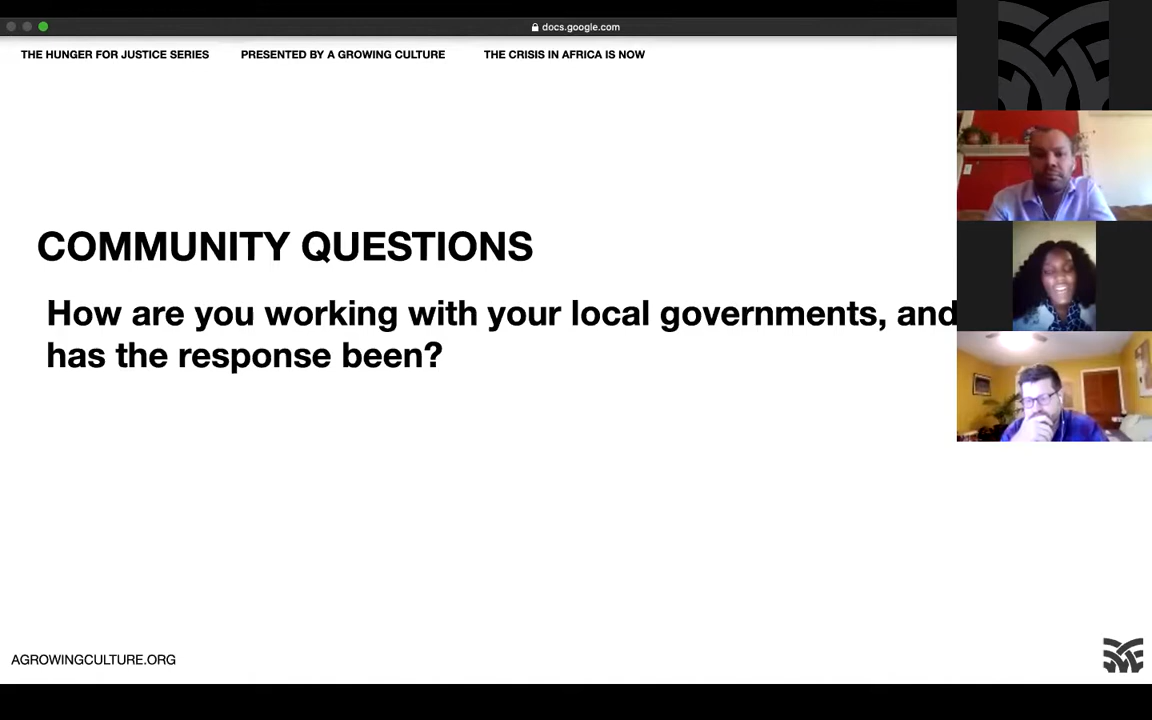 docs.google.com
THE HUNGER FOR JUSTICE SERIES PRESENTED BY A GROWING CULTURE THE CRISIS IN AFRICA IS NOW
COMMUNITY QUESTIONS
How are you working with your local governments, and
has the response been?
AGROWINGCULTURE.ORG